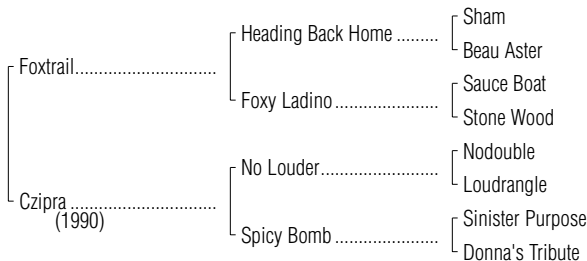 Sham
Heading Back Home .........
Beau Aster
Foxtrail..............................
Sauce Boat
Foxy Ladino ......................
Stone Wood
Nodouble
No Louder.........................
Loudrangle
Czipra ...............................
(1990)
Sinister Purpose
Spicy Bomb ......................
Donna's Tribute